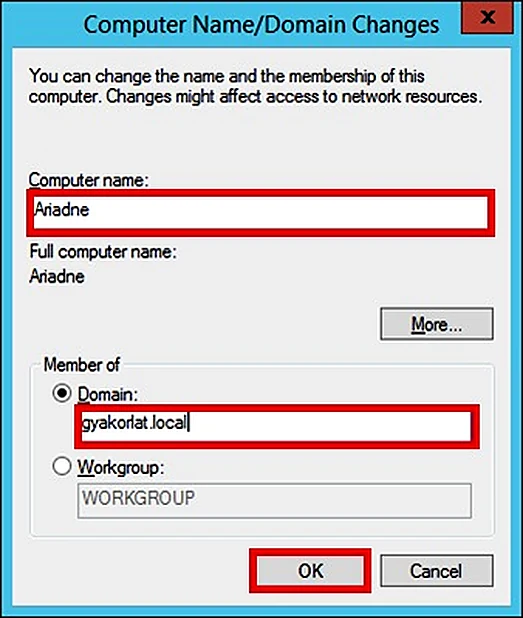 Computer Name/Domain Changes
X
You can change the name and the membership of this
computer. Changes might affect access to network resources.
Computer name:
Ariadne
Full computer name:
Ariadne
More...
Member of
Domain:
gyakorlat.local
Workgroup:
WORKGROUP
OK
Cancel